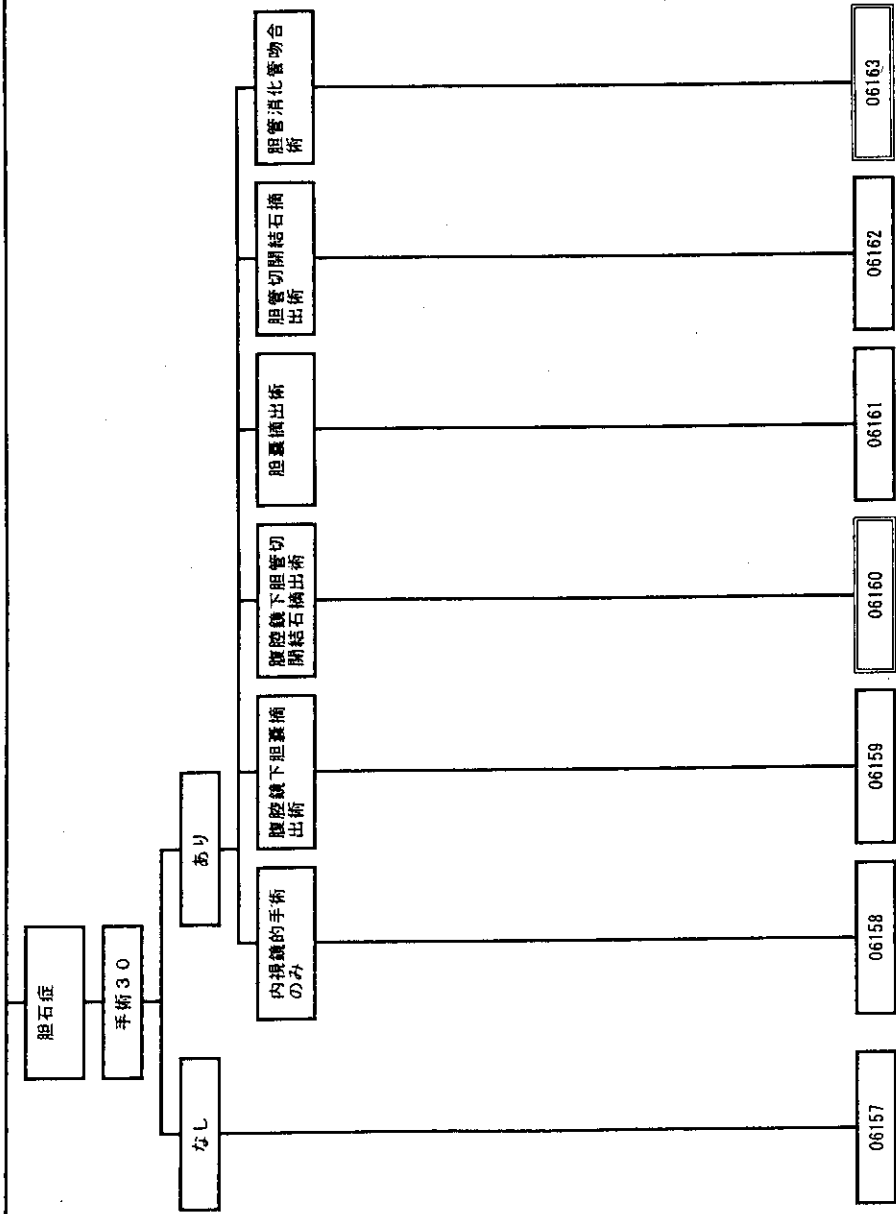 胆石症
手術30
なし
あり
内視鏡的手術
のみ
腹腔鏡下胆嚢摘
出術
腹腔鏡下胆管切
開結石摘出術
胆嚢摘出術
胆管切開結石摘
出術
胆管消化管吻合
術
06157
06158
06159
06160
06161
06162
06163